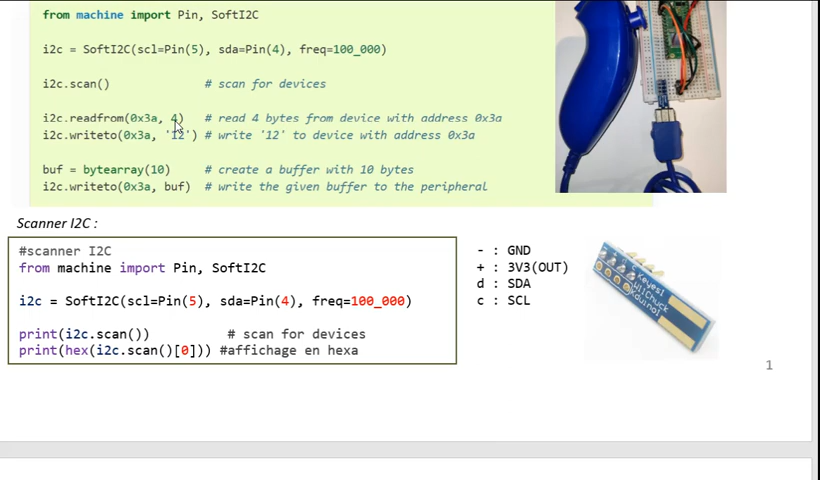 from machine import Pin, SoftI2C
i2c = SoftI2C(scl=Pin(5), sda=Pin(4), freq=100_000)
i2c.scan() # scan for devices
i2c.readfrom(0x3a, 4) # read 4 bytes from device with address 0x3a
i2c.writeto(0x3a, '12') # write '12' to device with address 0x3a
buf = bytearray(10) # create a buffer with 10 bytes
i2c.writeto(0x3a, buf) # write the given buffer to the peripheral
Scanner I2C :
#scanner I2C
from machine import Pin, SoftI2C
i2c = SoftI2C(scl=Pin(5), sda=Pin(4), freq=100_000)
print(i2c.scan()) # scan for devices
print(hex(i2c.scan()[0])) #affichage en hexa
- : GND
+ : 3V3(OUT)
d : SDA
c : SCL
Keyes!
1